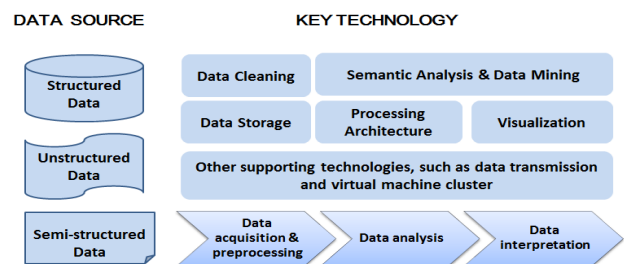 DATA SOURCE
KEY TECHNOLOGY
Structured
Data
Unstructured
Data
Semi-structured
Data
Data Cleaning
Semantic Analysis & Data Mining
Data Storage
Processing
Architecture
Visualization
Other supporting technologies, such as data transmission
and virtual machine cluster
Data
acquisition &
preprocessing
Data analysis
Data
interpretation